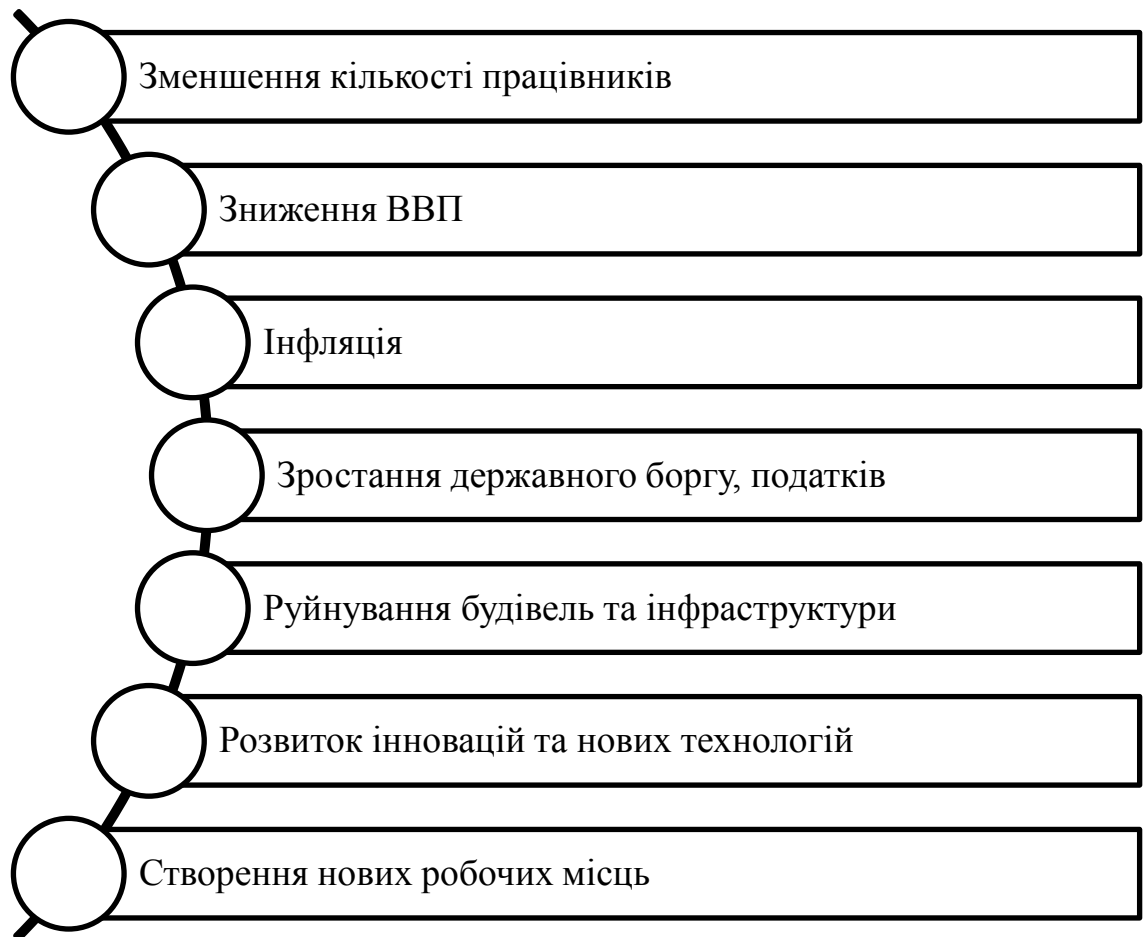 Зменшення кількості працівників
Зниження ВВП
Інфляція
Зростання державного боргу, податків
Руйнування будівель та інфраструктури
Розвиток інновацій та нових технологій
Створення нових робочих місць